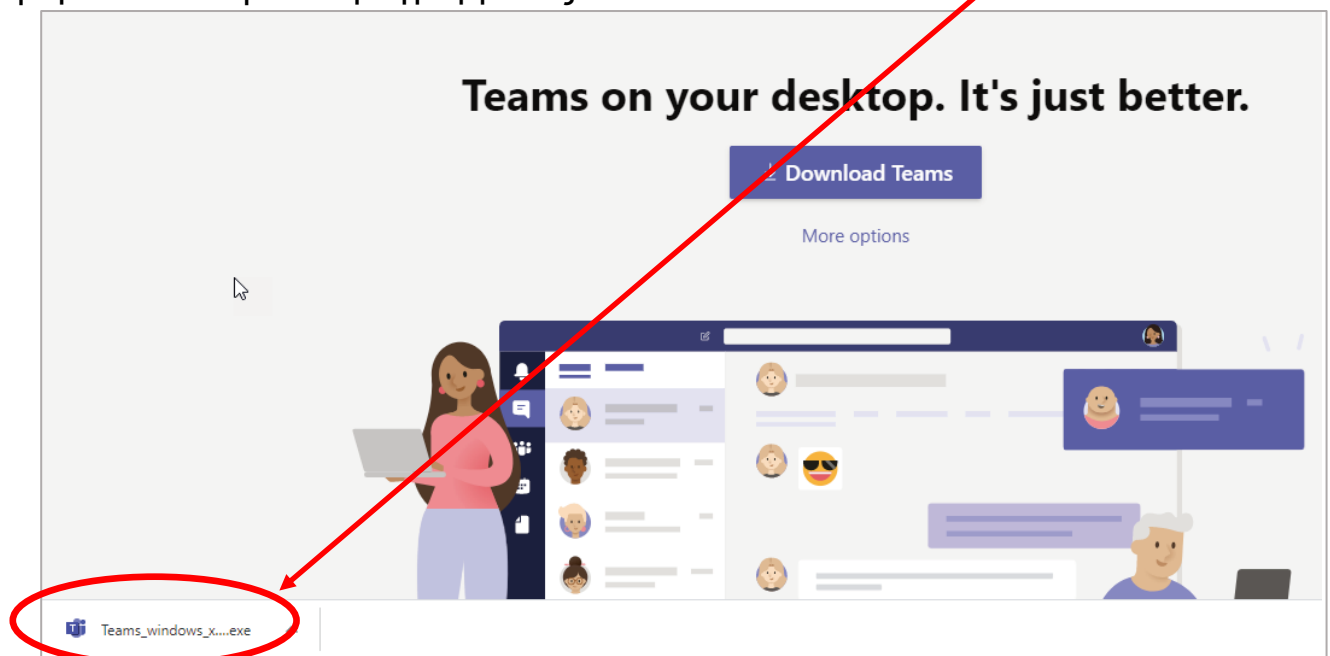 Teams on your desktop. It's just better.
Download Teams
More options
Teams_windows_x....exe